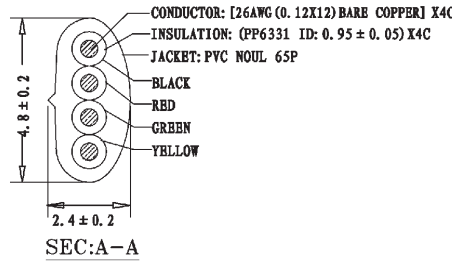 CONDUCTOR: [26AWG(0.12X12)BARE COPPER] X4C
INSULATION: (PP6331 ID:0.95±0.05)X4C
JACKET:PVC NOUL 65P
BLACK
RED
GREEN
YELLOW
4.8±0.2
2.4±0.2
SEC:A-A